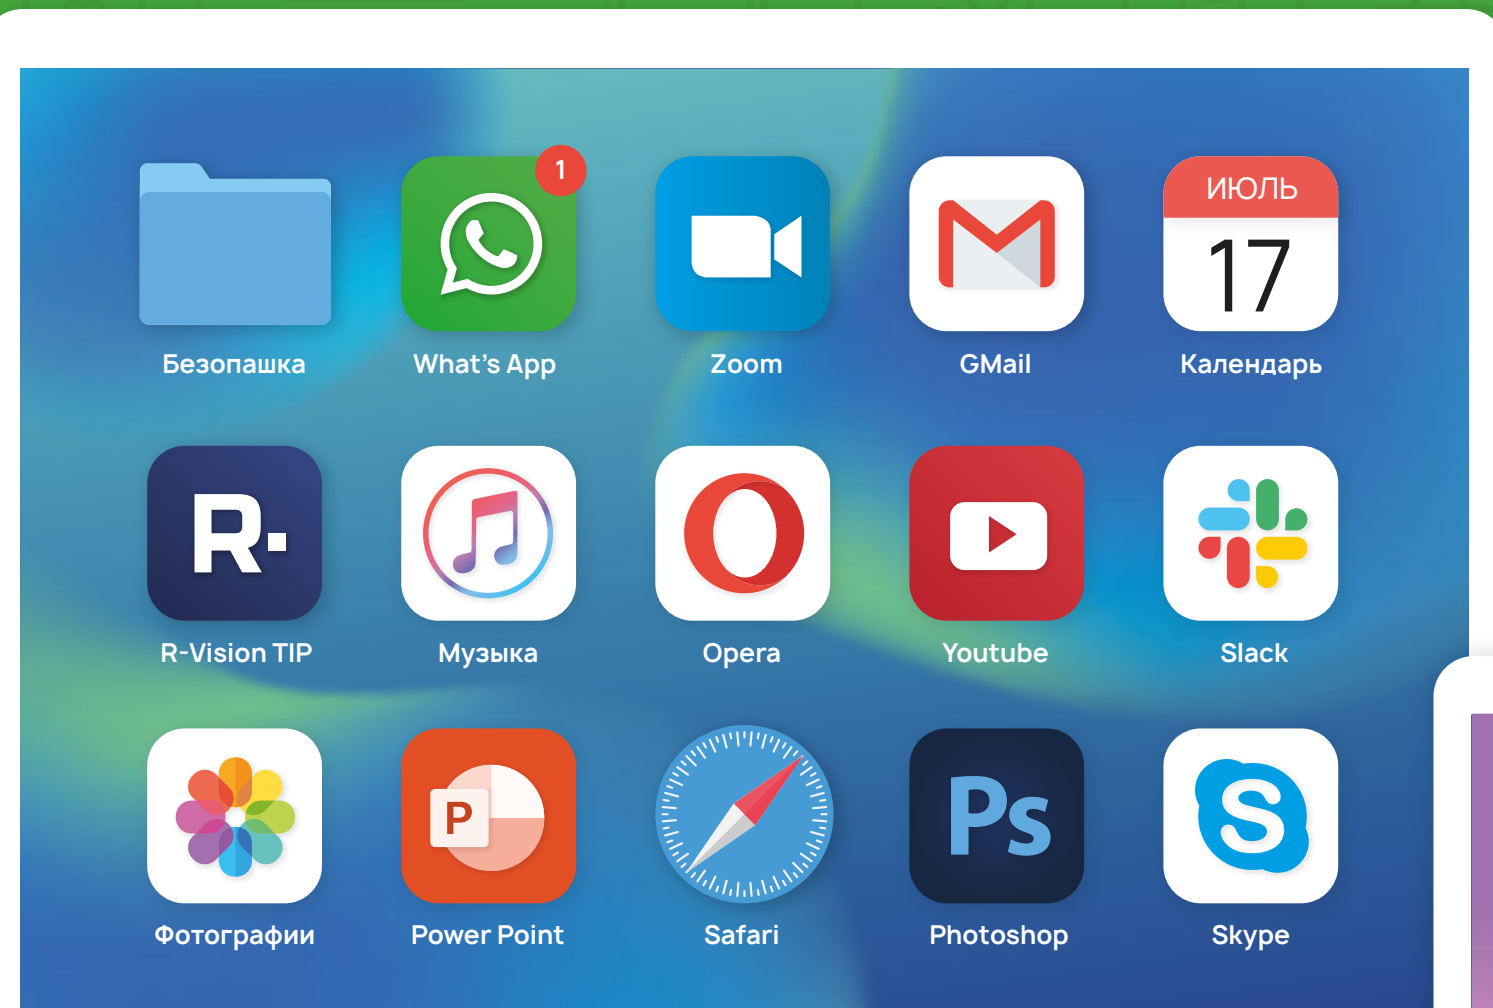 1
ИЮЛЬ
17
Безопашка
What's App
Zoom
GMail
Календарь
R
R-Vision TIP
Музыка
Opera
Youtube
Slack
P
Ps
S
Фотографии
Power Point
Safari
Photoshop
Skype